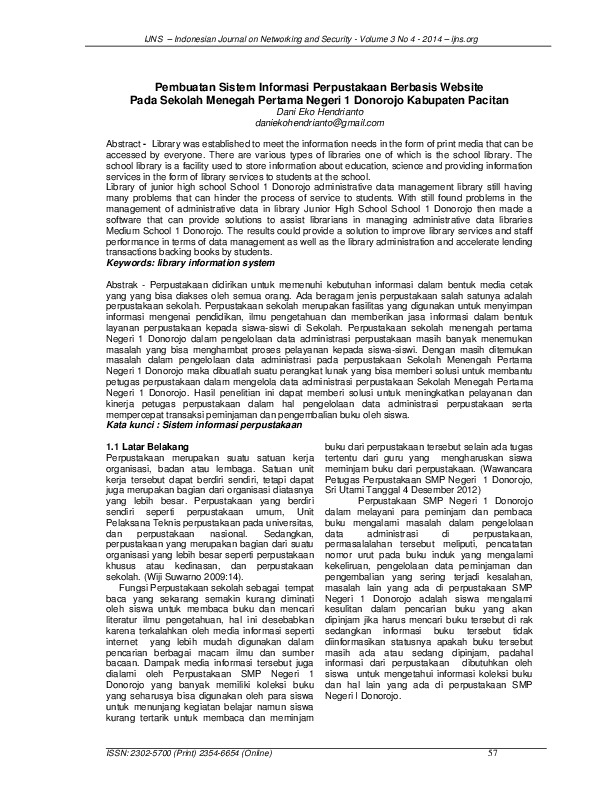 IJNS – Indonesian Journal on Networking and Security - Volume 3 No 4 - 2014 – ijns.org
Pembuatan Sistem Informasi Perpustakaan Berbasis Website
Pada Sekolah Menegah Pertama Negeri 1 Donorojo Kabupaten Pacitan
Dani Eko Hendrianto
daniekohendrianto@gmail.com
Abstract - Library was established to meet the information needs in the form of print media that can be
accessed by everyone. There are various types of libraries one of which is the school library. The
school library is a facility used to store information about education, science and providing information
services in the form of library services to students at the school.
Library of junior high school School 1 Donorojo administrative data management library still having
many problems that can hinder the process of service to students. With still found problems in the
management of administrative data in library Junior High School School 1 Donorojo then made a
software that can provide solutions to assist librarians in managing administrative data libraries
Medium School 1 Donorojo. The results could provide a solution to improve library services and staff
performance in terms of data management as well as the library administration and accelerate lending
transactions backing books by students.
Keywords: library information system
Abstrak - Perpustakaan didirikan untuk memenuhi kebutuhan informasi dalam bentuk media cetak
yang yang bisa diakses oleh semua orang. Ada beragam jenis perpustakaan salah satunya adalah
perpustakaan sekolah. Perpustakaan sekolah merupakan fasilitas yang digunakan untuk menyimpan
informasi mengenai pendidikan, ilmu pengetahuan dan memberikan jasa informasi dalam bentuk
layanan perpustakaan kepada siswa-siswi di Sekolah. Perpustakaan sekolah menengah pertama
Negeri 1 Donorojo dalam pengelolaan data administrasi perpustakaan masih banyak menemukan
masalah yang bisa menghambat proses pelayanan kepada siswa-siswi. Dengan masih ditemukan
masalah dalam pengelolaan data administrasi pada perpustakaan Sekolah Menengah Pertama
Negeri 1 Donorojo maka dibuatlah suatu perangkat lunak yang bisa memberi solusi untuk membantu
petugas perpustakaan dalam mengelola data administrasi perpustakaan Sekolah Menegah Pertama
Negeri 1 Donorojo. Hasil penelitian ini dapat memberi solusi untuk meningkatkan pelayanan dan
kinerja petugas perpustakaan dalam hal pengelolaan data administrasi perpustakaan serta
mempercepat transaksi peminjaman dan pengembalian buku oleh siswa.
Kata kunci : Sistem informasi perpustakaan
1.1 Latar Belakang
Perpustakaan merupakan suatu satuan kerja
organisasi, badan atau lembaga. Satuan unit
kerja tersebut dapat berdiri sendiri, tetapi dapat
juga merupakan bagian dari organisasi diatasnya
yang lebih besar. Perpustakaan yang berdiri
sendiri seperti perpustakaan umum, Unit
Pelaksana Teknis perpustakaan pada universitas,
dan perpustakaan nasional. Sedangkan,
perpustakaan yang merupakan bagian dari suatu
organisasi yang lebih besar seperti perpustakaan
khusus atau kedinasan, dan perpustakaan
sekolah. (Wiji Suwarno 2009:14).
Fungsi Perpustakaan sekolah sebagai tempat
baca yang sekarang semakin kurang diminati
oleh siswa untuk membaca buku dan mencari
literatur ilmu pengetahuan, hal ini desebabkan
karena terkalahkan oleh media informasi seperti
internet yang lebih mudah digunakan dalam
pencarian berbagai macam ilmu dan sumber
bacaan. Dampak media informasi tersebut juga
dialami oleh Perpustakaan SMP Negeri 1
Donorojo yang banyak memiliki koleksi buku
yang seharusya bisa digunakan oleh para siswa
untuk menunjang kegiatan belajar namun siswa
kurang tertarik untuk membaca dan meminjam
buku dari perpustakaan tersebut selain ada tugas
tertentu dari guru yang mengharuskan siswa
meminjam buku dari perpustakaan. (Wawancara
Petugas Perpustakaan SMP Negeri 1 Donorojo,
Sri Utami Tanggal 4 Desember 2012)
Perpustakaan SMP Negeri 1 Donorojo
dalam melayani para peminjam dan pembaca
buku mengalami masalah dalam pengelolaan
data administrasi di perpustakaan,
permasalahan tersebut meliputi, pencatatan
nomor urut pada buku induk yang mengalami
kekeliruan, pengelolaan data peminjaman dan
pengembalian yang sering terjadi kesalahan,
masalah lain yang ada di perpustakaan SMP
Negeri 1 Donorojo adalah siswa mengalami
kesulitan dalam pencarian buku yang akan
dipinjam jika harus mencari buku tersebut di rak
sedangkan informasi buku tersebut tidak
diinformasikan statusnya apakah buku tersebut
masih ada atau sedang dipinjam, padahal
informasi dari perpustakaan dibutuhkan oleh
siswa untuk mengetahui informasi koleksi buku
dan hal lain yang ada di perpustakaan SMP
Negeri I Donorojo.
ISSN: 2302-5700 (Print) 2354-6654 (Online) 57